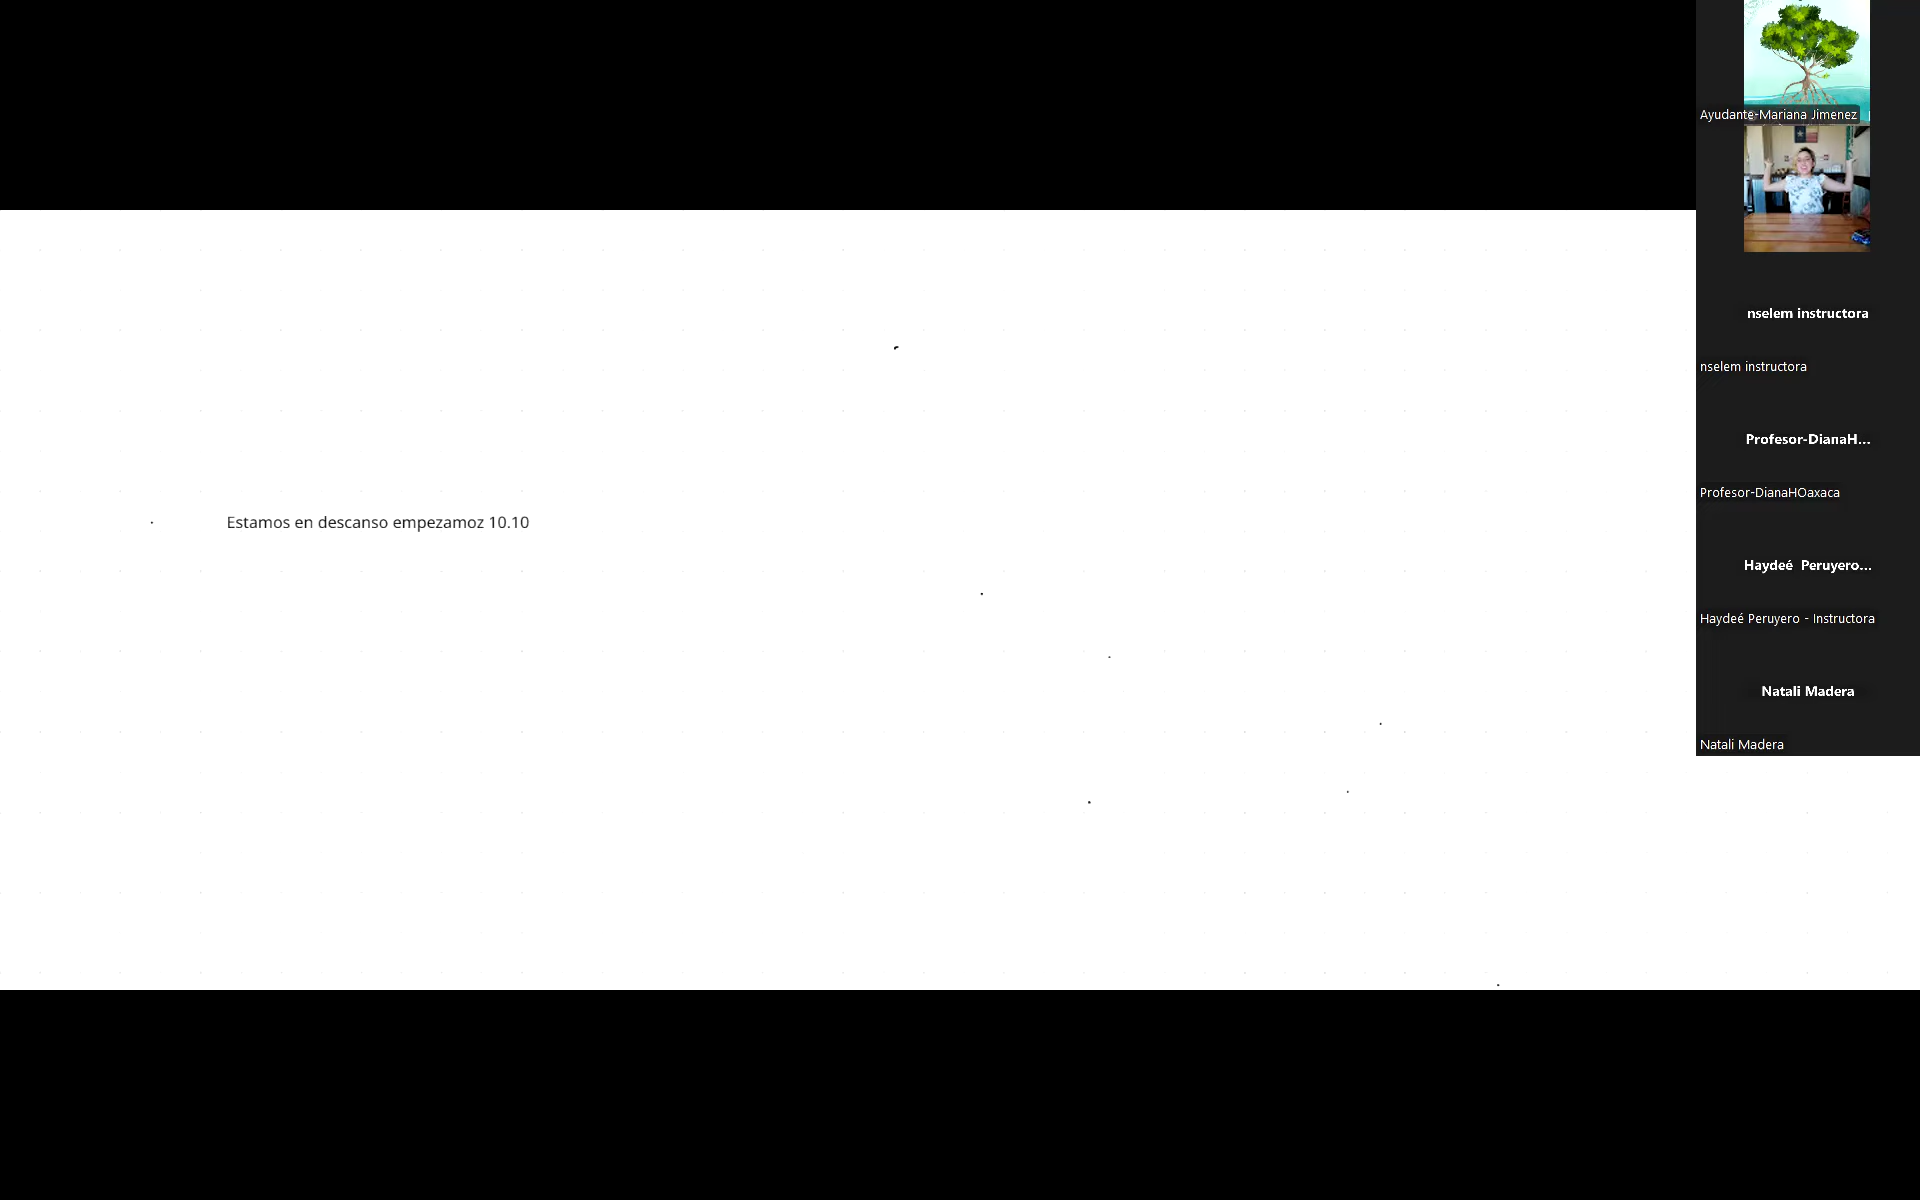 Ayudante-Mariana Jimenez
nselem instructora
nselem instructora
Profesor-DianaH...
Profesor-DianaHOaxaca
Estamos en descanso empezamoz 10.10
Haydeé Peruyero...
Haydeé Peruyero - Instructora
Natali Madera
Natali Madera